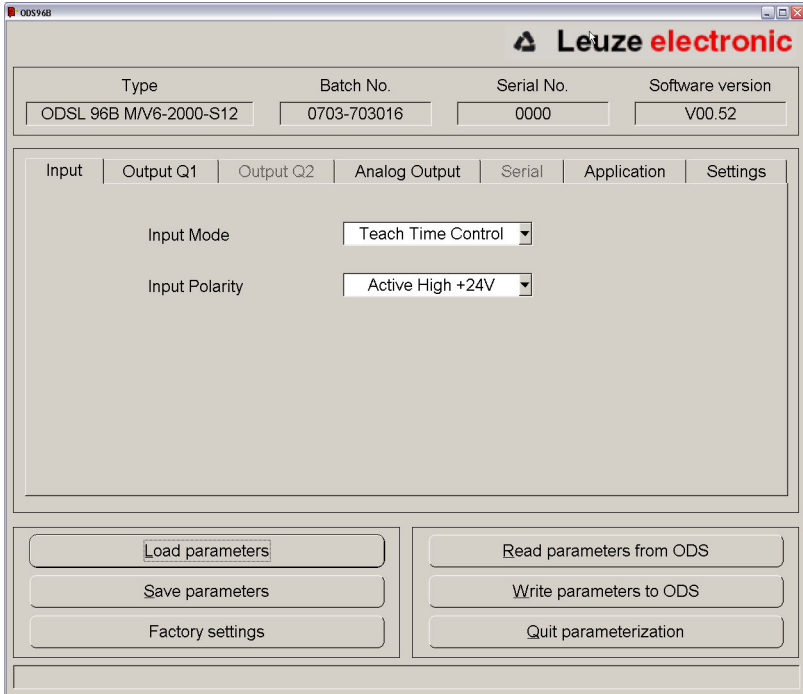 ODS96B
Leuze electronic
Type Batch No. Serial No. Software version
ODSL 96B M/V6-2000-S12 0703-703016 0000 V00.52
Input Output Q1 Output Q2 Analog Output Serial Application Settings
Input Mode Teach Time Control
Input Polarity Active High +24V
Load parameters Read parameters from ODS
Save parameters Write parameters to ODS
Factory settings Quit parameterization